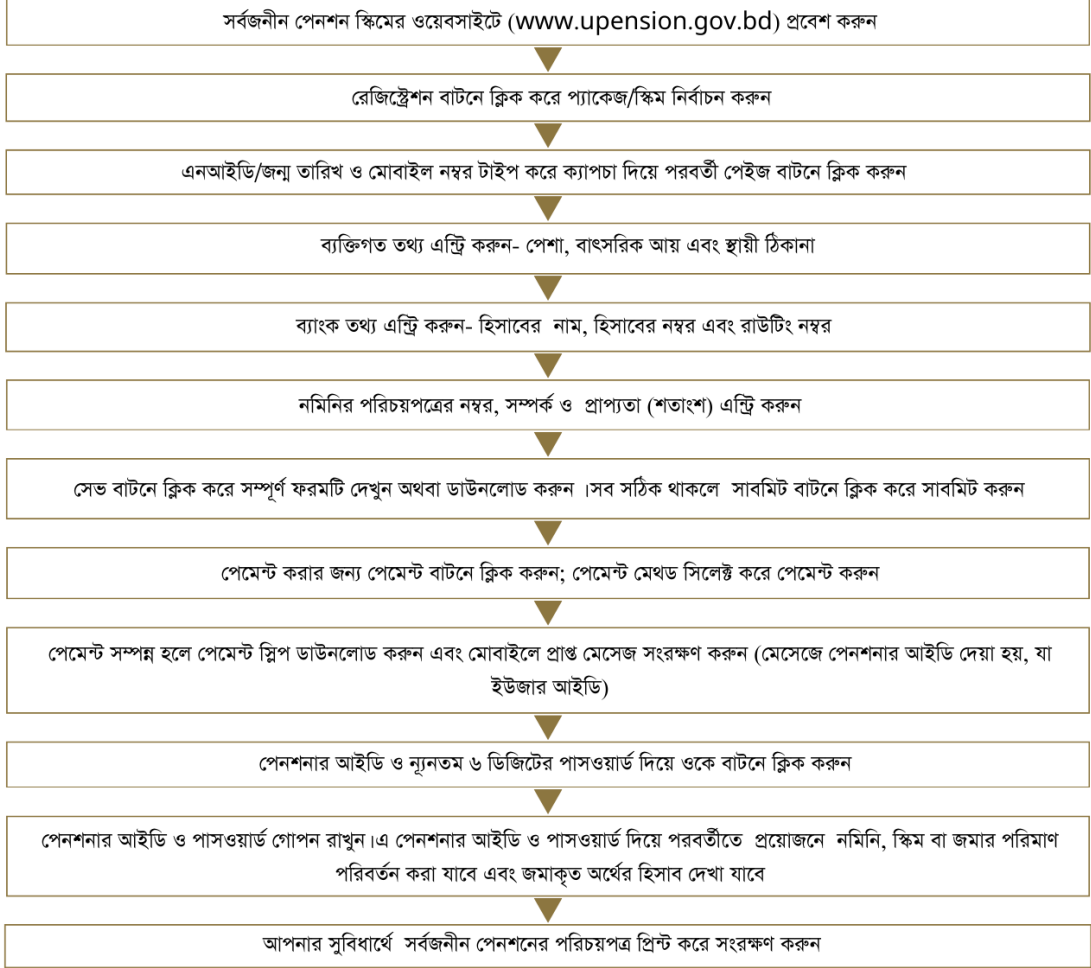 সর্বজনীন পেনশন স্কিমের ওয়েবসাইটে (www.upension.gov.bd) প্রবেশ করুন
রেজিস্ট্রেশন বাটনে ক্লিক করে প্যাকেজ/স্কিম নির্বাচন করুন
এনআইডি/জন্ম তারিখ ও মোবাইল নম্বর টাইপ করে ক্যাপচা দিয়ে পরবর্তী পেইজ বাটনে ক্লিক করুন
ব্যক্তিগত তথ্য এন্ট্রি করুন- পেশা, বাৎসরিক আয় এবং স্থায়ী ঠিকানা
ব্যাংক তথ্য এন্ট্রি করুন- হিসাবের নাম, হিসাবের নম্বর এবং রাউটিং নম্বর
নমিনির পরিচয়পত্রের নম্বর, সম্পর্ক ও প্রাপ্যতা (শতাংশ) এন্ট্রি করুন
সেভ বাটনে ক্লিক করে সম্পূর্ণ ফরমটি দেখুন অথবা ডাউনলোড করুন ।সব সঠিক থাকলে সাবমিট বাটনে ক্লিক করে সাবমিট করুন
পেমেন্ট করার জন্য পেমেন্ট বাটনে ক্লিক করুন; পেমেন্ট মেথড সিলেক্ট করে পেমেন্ট করুন
পেমেন্ট সম্পন্ন হলে পেমেন্ট স্লিপ ডাউনলোড করুন এবং মোবাইলে প্রাপ্ত মেসেজ সংরক্ষণ করুন (মেসেজে পেনশনার আইডি দেয়া হয়, যা
ইউজার আইডি)
পেনশনার আইডি ও ন্যূনতম ৬ ডিজিটের পাসওয়ার্ড দিয়ে ওকে বাটনে ক্লিক করুন
পেনশনার আইডি ও পাসওয়ার্ড গোপন রাখুন।এ পেনশনার আইডি ও পাসওয়ার্ড দিয়ে পরবর্তীতে প্রয়োজনে নমিনি, স্কিম বা জমার পরিমাণ
পরিবর্তন করা যাবে এবং জমাকৃত অর্থের হিসাব দেখা যাবে
আপনার সুবিধার্থে সর্বজনীন পেনশনের পরিচয়পত্র প্রিন্ট করে সংরক্ষণ করুন